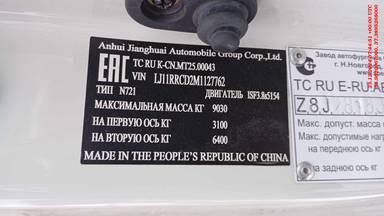 Anhui Jianghuai Automobile Group Corp.,Ltd.
EAC TC RU K-CN.MT25.00043
VIN LJ11RRCD2M1127762
ТИП N721 ДВИГАТЕЛЬ ISF3.8s5154
МАКСИМАЛЬНАЯ МАССА КГ 9030
НА ПЕРВУЮ ОСЬ КГ 3100
НА ВТОРУЮ ОСЬ КГ 6400
MADE IN THE PEOPLE'S REPUBLIC OF CHINA
Завод автофургонов
г. Н.Новгород,
TC RU E-RU.
Z8J
Макс. допуст. масса
Макс. допустимые нагр
на переднюю ось кг
на заднюю ось кг